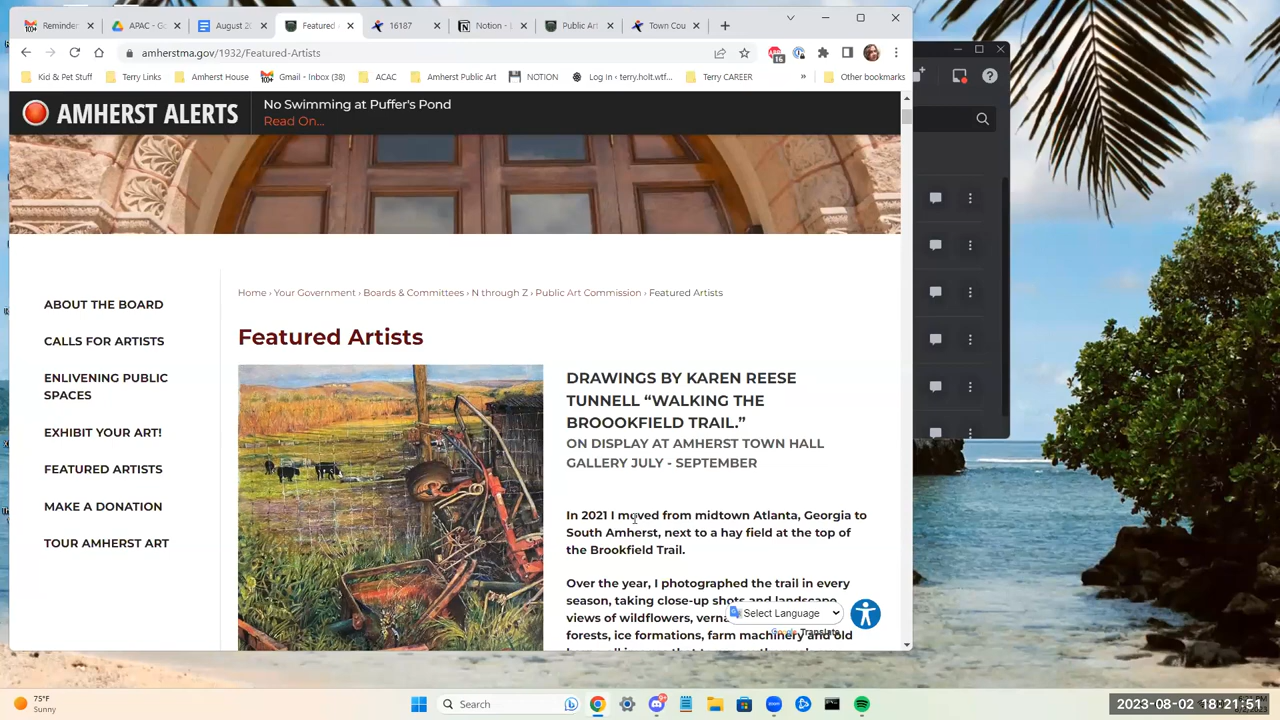 Reminder
APAC - Go
August 20
Featured
16187
Notion – 
Public Art
Town Cou
amherstma.gov/1932/Featured-Artists
16
Kid & Pet Stuff
Terry Links
Amherst House
Gmail - Inbox (38)
ACAC
Amherst Public Art
NOTION
Log In ‹ terry.holt.wtf...
Terry CAREER
»
Other bookmarks
AMHERST ALERTS
No Swimming at Puffer's Pond
Read On...
Home › Your Government › Boards & Committees › N through Z › Public Art Commission › Featured Artists
ABOUT THE BOARD
CALLS FOR ARTISTS
ENLIVENING PUBLIC
SPACES
EXHIBIT YOUR ART!
FEATURED ARTISTS
MAKE A DONATION
TOUR AMHERST ART
Featured Artists
DRAWINGS BY KAREN REESE
TUNNELL “WALKING THE
BROOOKFIELD TRAIL.”
ON DISPLAY AT AMHERST TOWN HALL
GALLERY JULY - SEPTEMBER
In 2021 I moved from midtown Atlanta, Georgia to
South Amherst, next to a hay field at the top of
the Brookfield Trail.
Over the year, I photographed the trail in every
season, taking close-up shots and landscape
views of wildflowers,
forests, ice formations, farm machinery and old
Select Language
Google Translate
75°F
Sunny
Search
2023-08-02 18:21:51